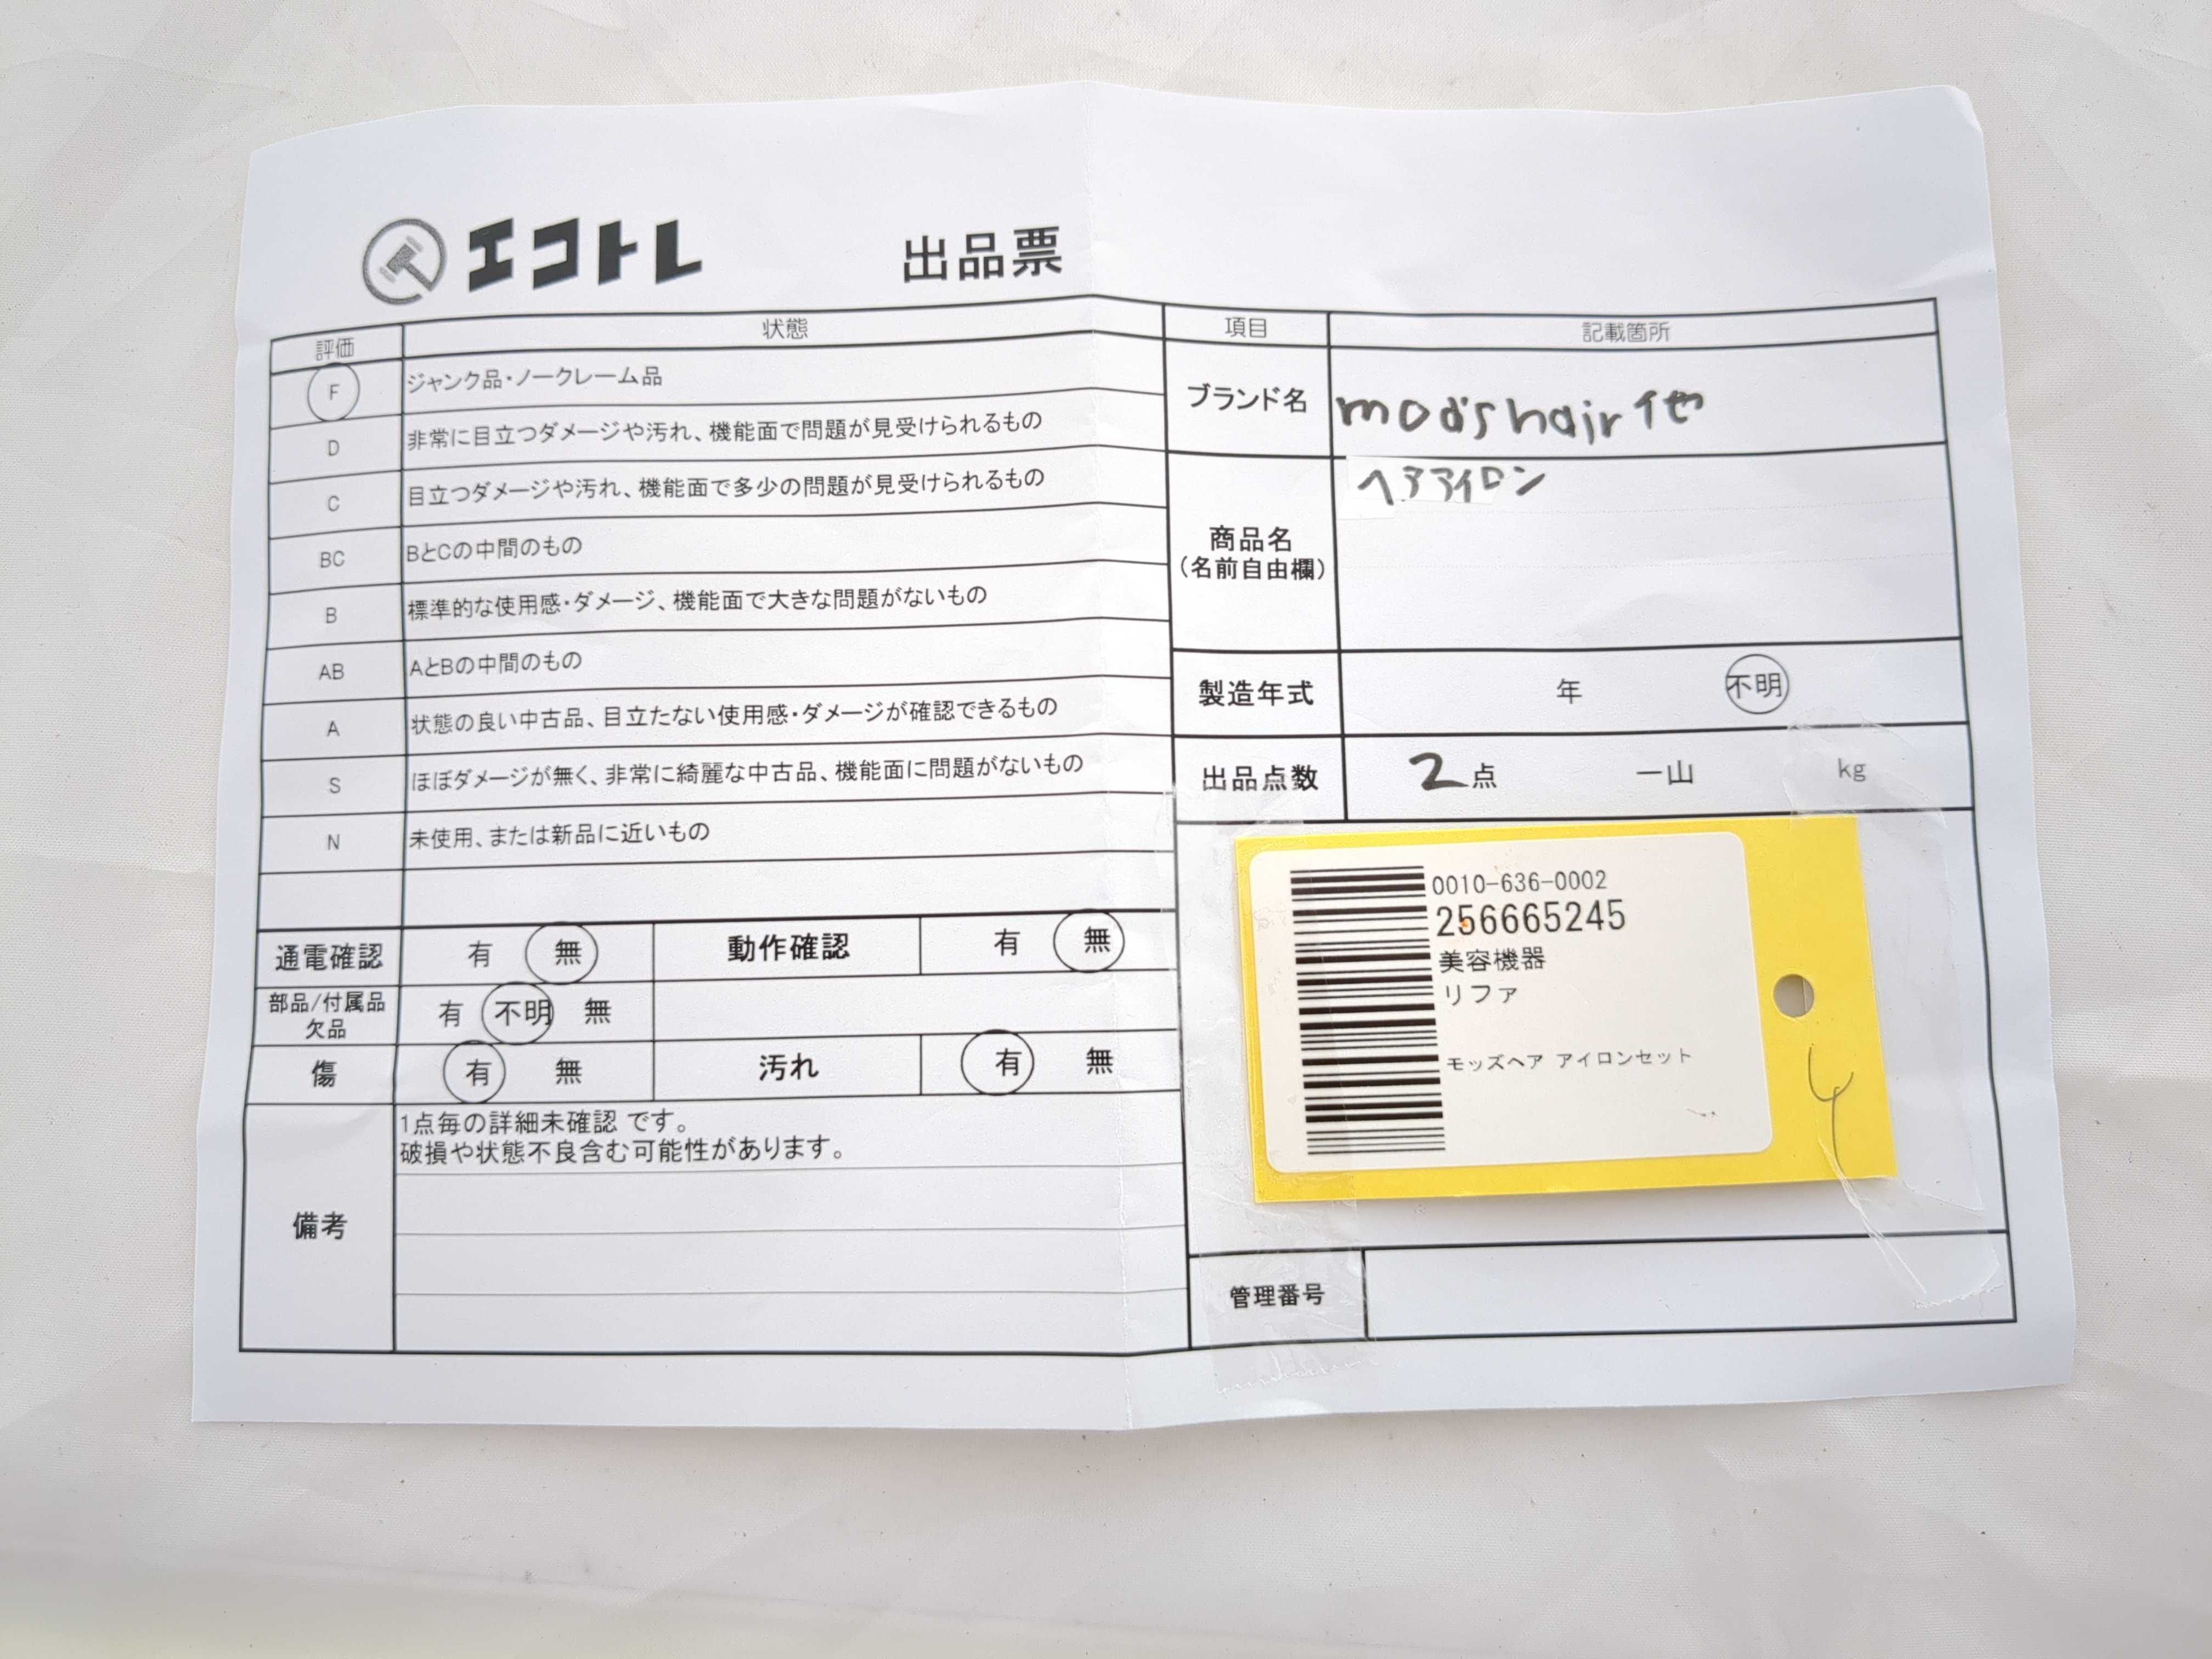 エコトレ 出品票
評価 状態
F ジャンク品・ノークレーム品
D 非常に目立つダメージや汚れ、機能面で問題が見受けられるもの
C 目立つダメージや汚れ、機能面で多少の問題が見受けられるもの
BC BとCの中間のもの
B 標準的な使用感・ダメージ、機能面で大きな問題がないもの
AB AとBの中間のもの
A 状態の良い中古品、目立たない使用感・ダメージが確認できるもの
S ほぼダメージが無く、非常に綺麗な中古品、機能面に問題がないもの
N 未使用、または新品に近いもの
通電確認 有 無 動作確認 有 無
部品/付属品
欠品 有 不明 無
傷 有 無 汚れ 有 無
備考
1点毎の詳細未確認 です。
破損や状態不良含む可能性があります。
項目 記載箇所
ブランド名 mod's hair 他
商品名
(名前自由欄)
ヘアアイロン
製造年式 年 不明
出品点数 2点 一山 kg
0010-636-0002
256665245
美容機器
リファ
モッズヘア アイロンセット
管理番号